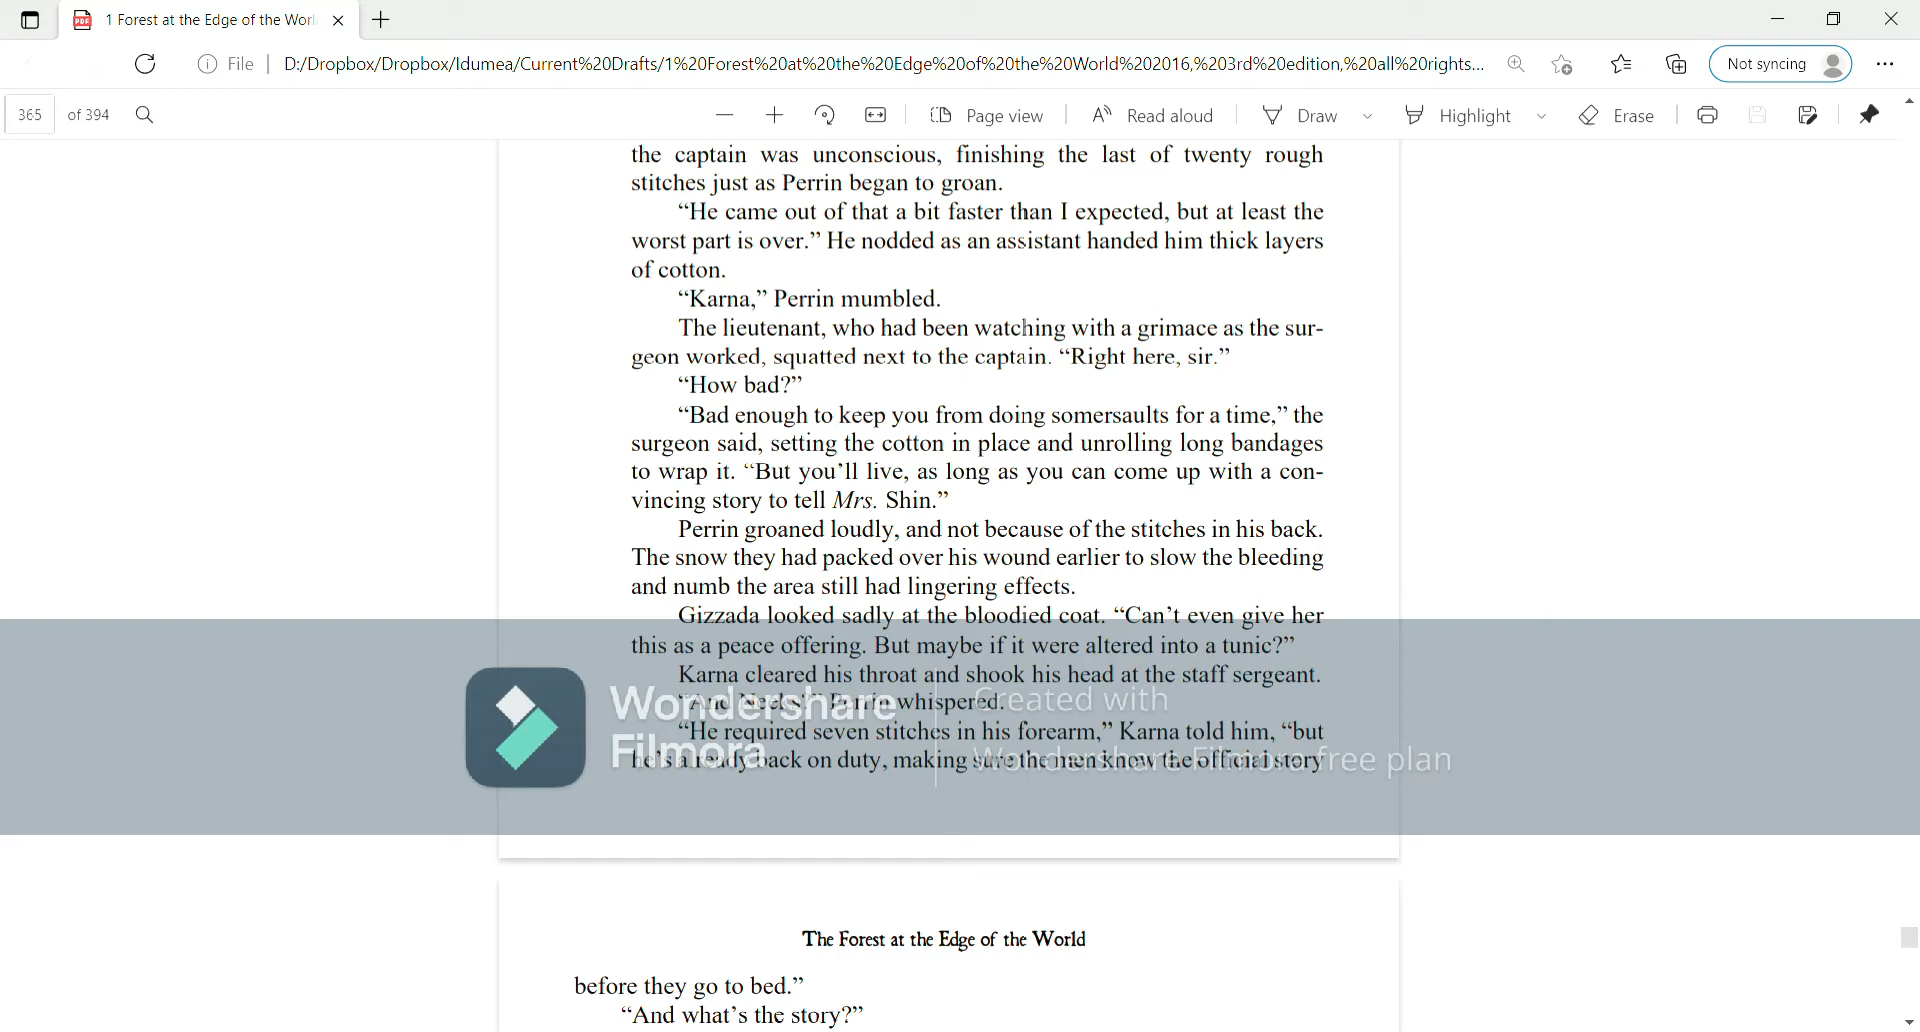 1 Forest at the Edge of the Worl
File
D:/Dropbox/Dropbox/Idumea/Current%20Drafts/1%20Forest%20at%20the%20Edge%20of%20the%20World%202016,%203rd%20edition,%20all%20rights...
Not syncing
365 of 394
Page view
Read aloud
Draw
Highlight
Erase
the captain was unconscious, finishing the last of twenty rough
stitches just as Perrin began to groan.
“He came out of that a bit faster than I expected, but at least the
worst part is over.” He nodded as an assistant handed him thick layers
of cotton.
“Karna,” Perrin mumbled.
The lieutenant, who had been watching with a grimace as the sur-
geon worked, squatted next to the captain. “Right here, sir.”
“How bad?”
“Bad enough to keep you from doing somersaults for a time,” the
surgeon said, setting the cotton in place and unrolling long bandages
to wrap it. “But you’ll live, as long as you can come up with a con-
vincing story to tell Mrs. Shin.”
Perrin groaned loudly, and not because of the stitches in his back.
The snow they had packed over his wound earlier to slow the bleeding
and numb the area still had lingering effects.
Gizzada looked sadly at the bloodied coat. “Can’t even give her
this as a peace offering. But maybe if it were altered into a tunic?”
Karna cleared his throat and shook his head at the staff sergeant.
“And Perrin whispered.
“He required seven stitches in his forearm,” Karna told him, “but
he’s already back on duty, making sure the men know the official story
Wondershare
Filmora
Created with
Wondershare Filmora free plan
The Forest at the Edge of the World
before they go to bed.”
“And what’s the story?”